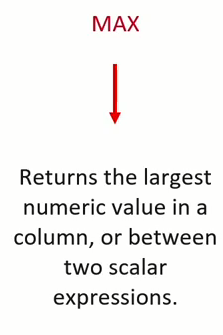 MAX
Returns the largest
numeric value in a
column, or between
two scalar
expressions.